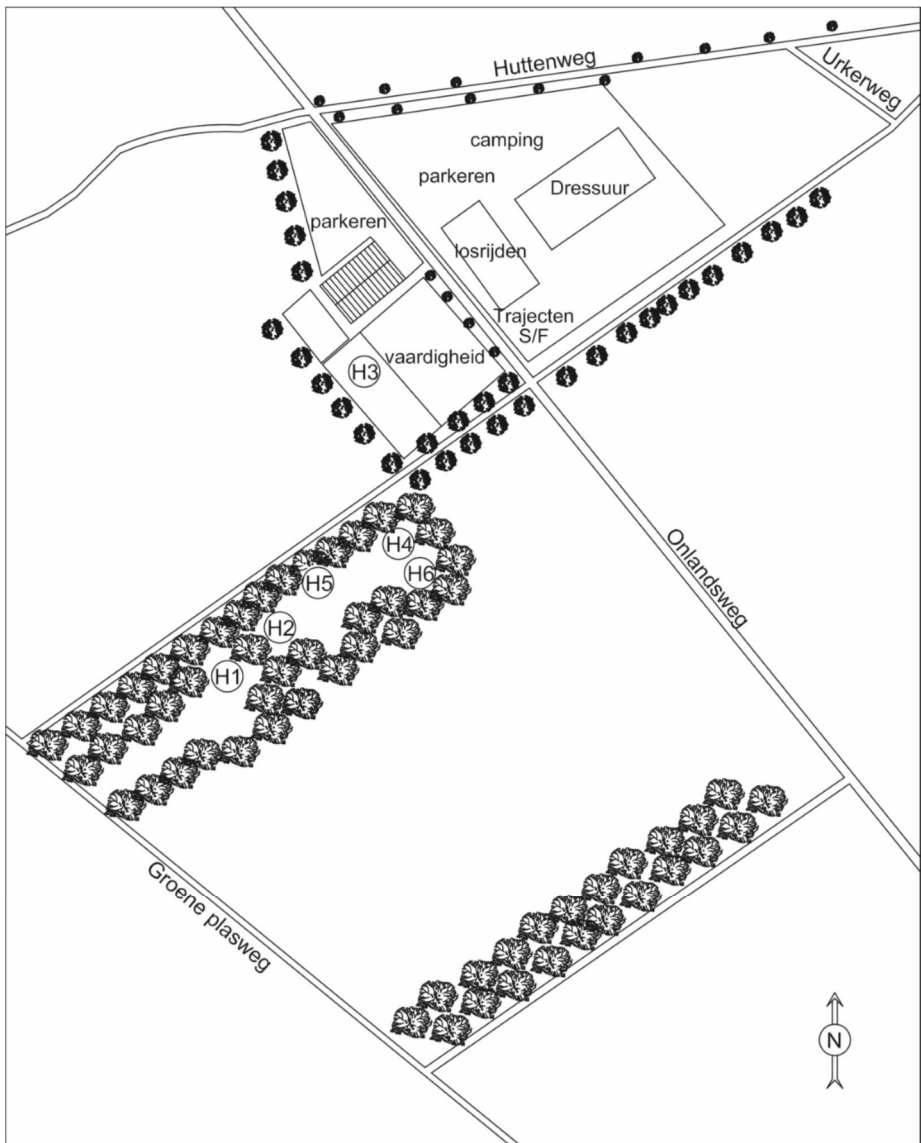 Huttenweg
Urkerweg
camping
parkeren
Dressuur
parkeren
losrijden
Trajecten
S/F
vaardigheid
H3
H4
H6
H5
H2
H1
Onlandsweg
Groene plasweg
N